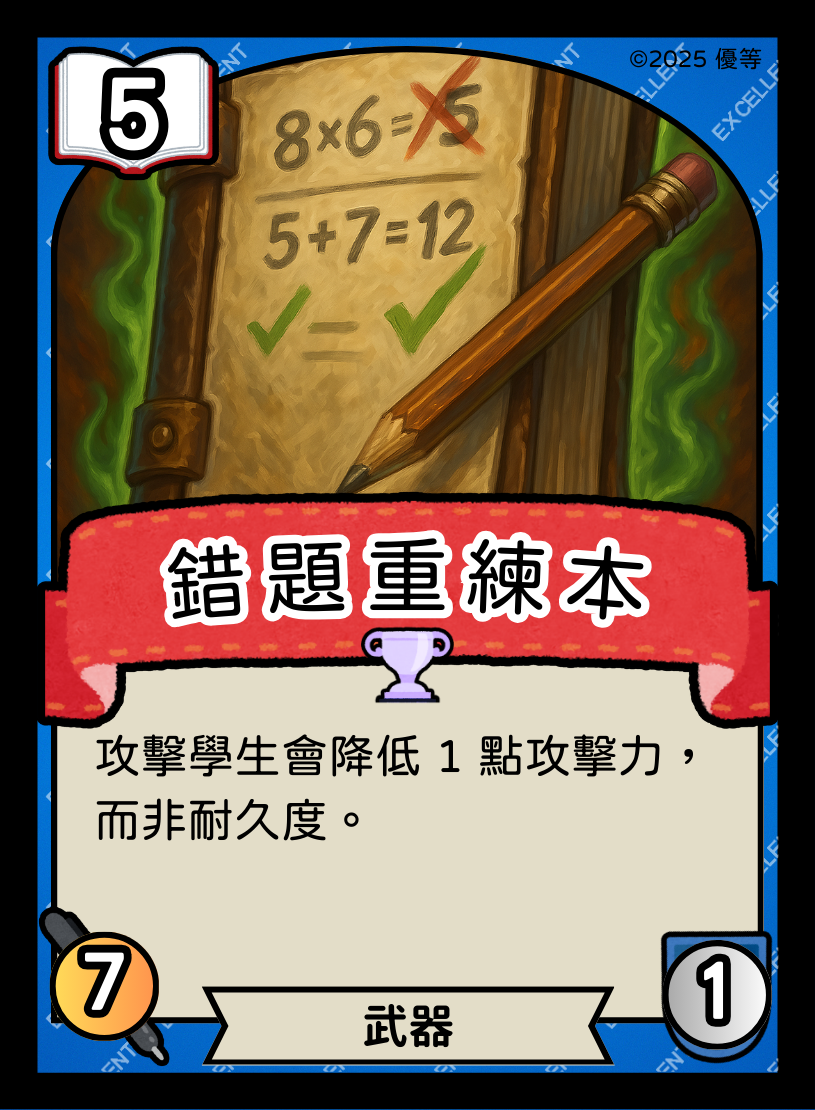 5
©2025 優等
8×6=5
5+7=12
=
錯題重練本
攻擊學生會降低 1 點攻擊力，
而非耐久度。
7
1
武器
EXCELLENT